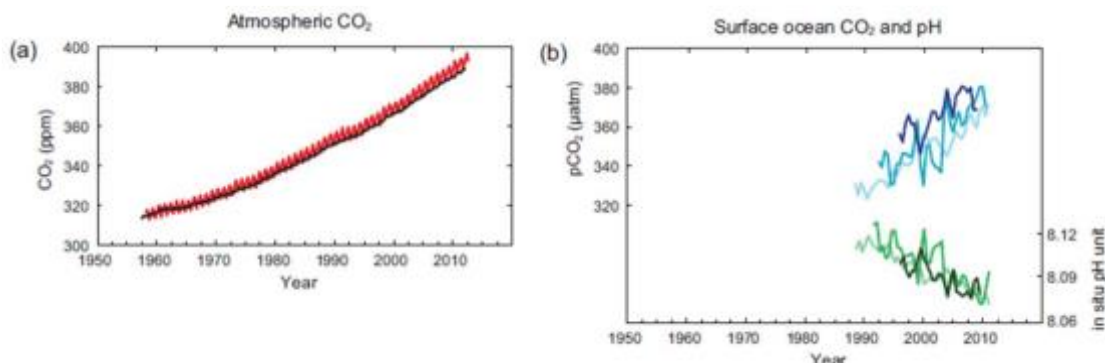 Atmospheric CO₂
(a)
400
380
360
340
320
300
CO₂ (ppm)
1950 1960 1970 1980 1990 2000 2010
Year
Surface ocean CO₂ and pH
(b)
400
380
360
340
320
pCO₂ (µatm)
8.12
8.09
8.06
in situ pH unit
1950 1960 1970 1980 1990 2000 2010
Year